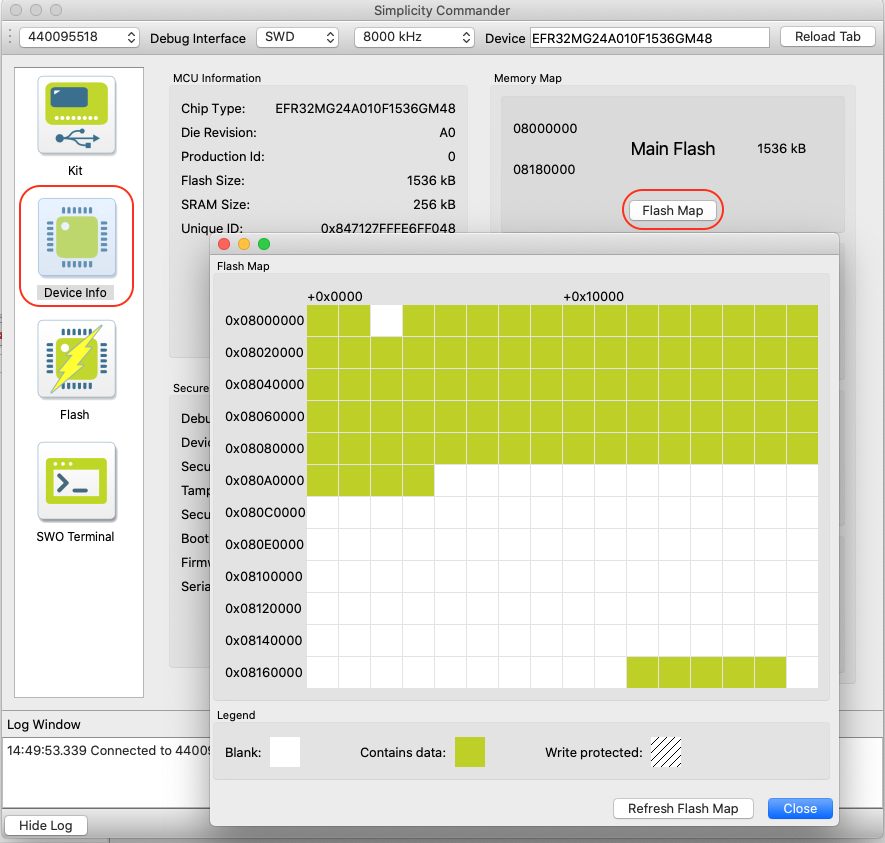 Simplicity Commander
440095518 Debug Interface SWD 8000 kHz Device EFR32MG24A010F1536GM48 Reload Tab
Kit
Device Info
Flash
SWO Terminal
MCU Information
Chip Type: EFR32MG24A010F1536GM48
Die Revision: A0
Production Id: 0
Flash Size: 1536 kB
SRAM Size: 256 kB
Unique ID: 0x847127FFFE6FF048
Memory Map
08000000
Main Flash 1536 kB
08180000
Flash Map
Secure
Debu
Devic
Secu
Tamp
Secu
Boot
Firmw
Seria
Flash Map
+0x0000 +0x10000
0x08000000
0x08020000
0x08040000
0x08060000
0x08080000
0x080A0000
0x080C0000
0x080E0000
0x08100000
0x08120000
0x08140000
0x08160000
Legend
Blank: Contains data: Write protected:
Refresh Flash Map Close
Log Window
14:49:53.339 Connected to 44009
Hide Log